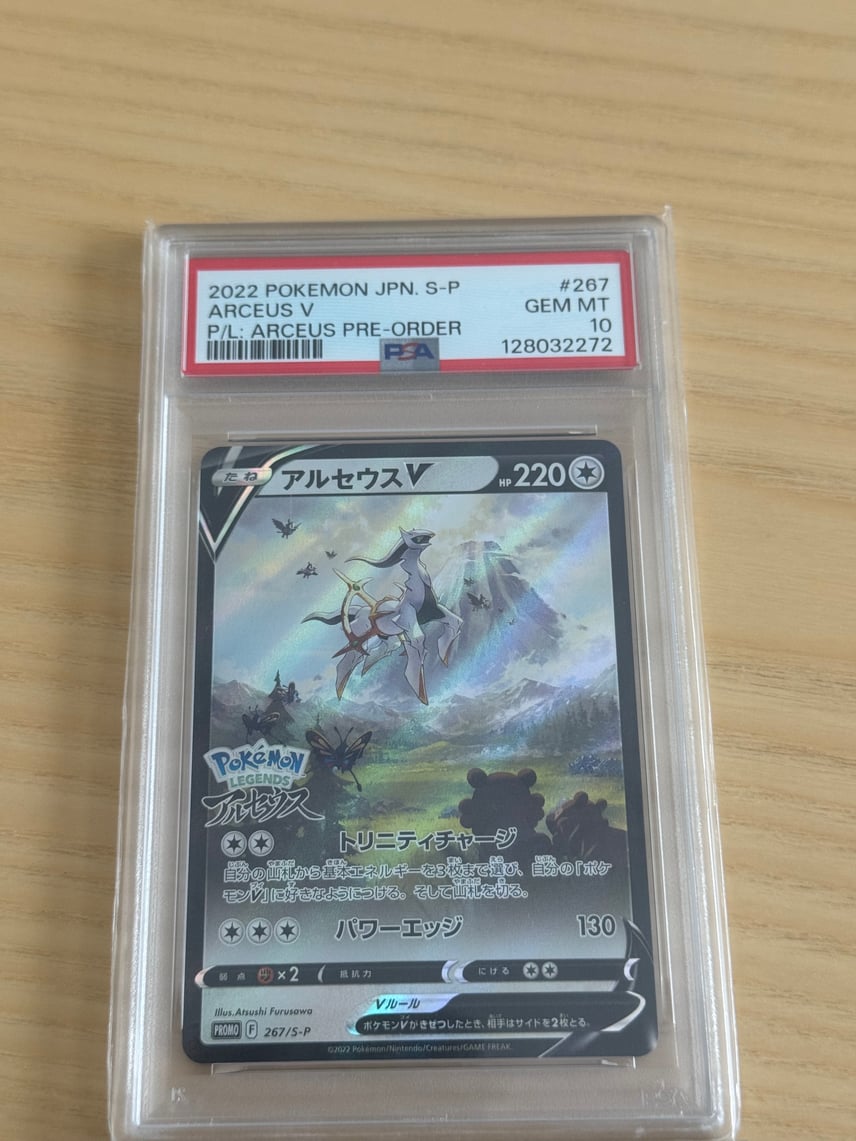 2022 POKEMON JPN. S-P #267
ARCEUS V GEM MT
P/L: ARCEUS PRE-ORDER 10
PSA 128032272
たね アルセウスV HP 220
Pokémon
LEGENDS
アルセウス
トリニティチャージ
自分の山札から基本エネルギーを3枚まで選び、自分の「ポケ
モンV」に好きなようにつける。そして山札を切る。
パワーエッジ 130
弱点 ×2 抵抗力 にげる
Illus.Atsushi Furusawa Vルール
ポケモンVがきぜつしたとき、相手はサイドを2枚とる。
PROMO F 267/S-P
©2022 Pokémon/Nintendo/Creatures/GAME FREAK.